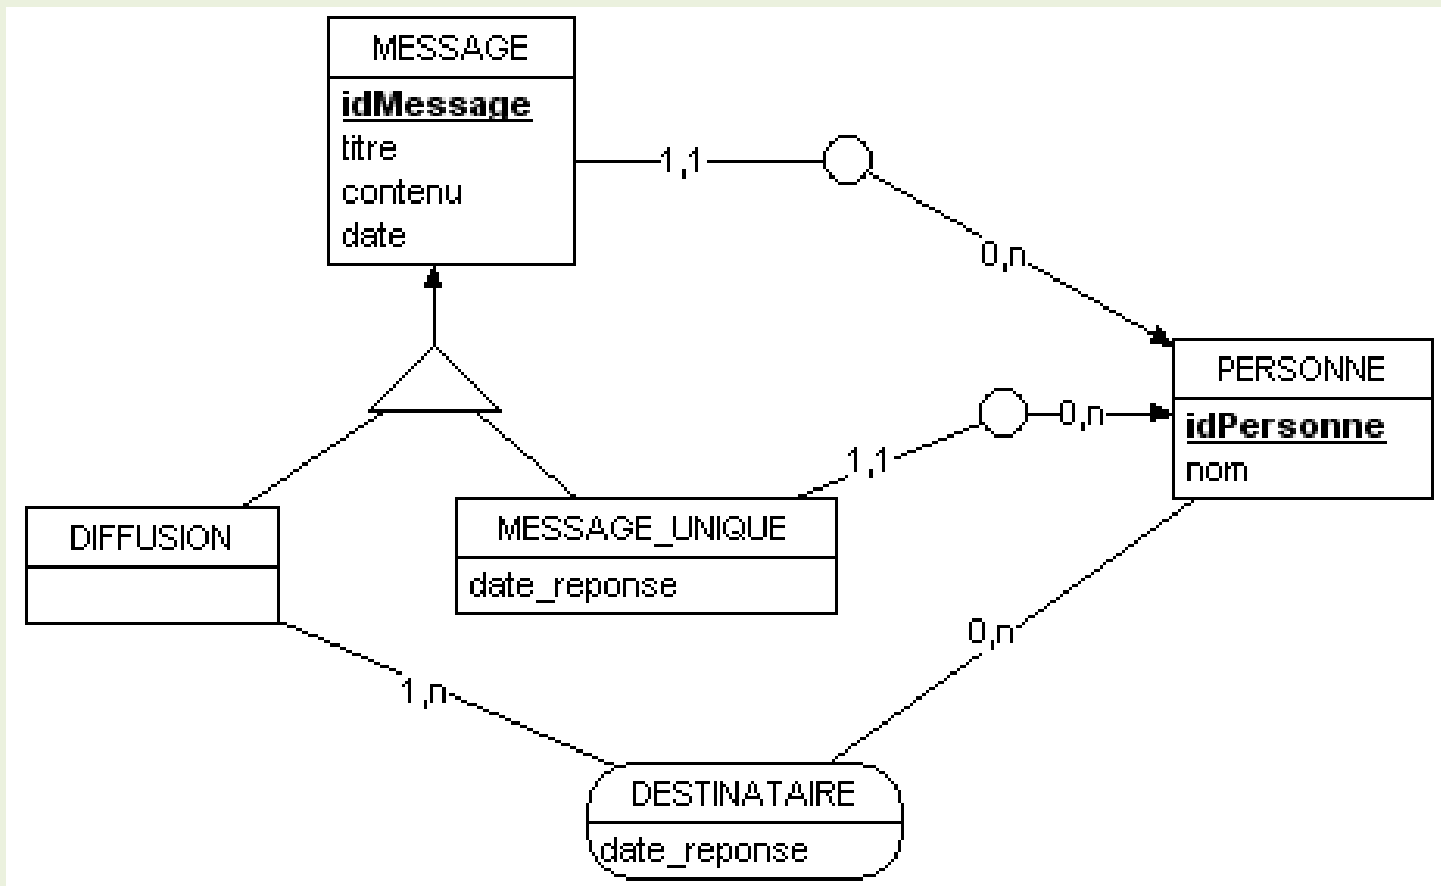 MESSAGE
idMessage
titre
contenu
date
1,1
0,n
PERSONNE
idPersonne
nom
0,n
1,1
DIFFUSION
MESSAGE_UNIQUE
date_reponse
0,n
1,n
DESTINATAIRE
date_reponse